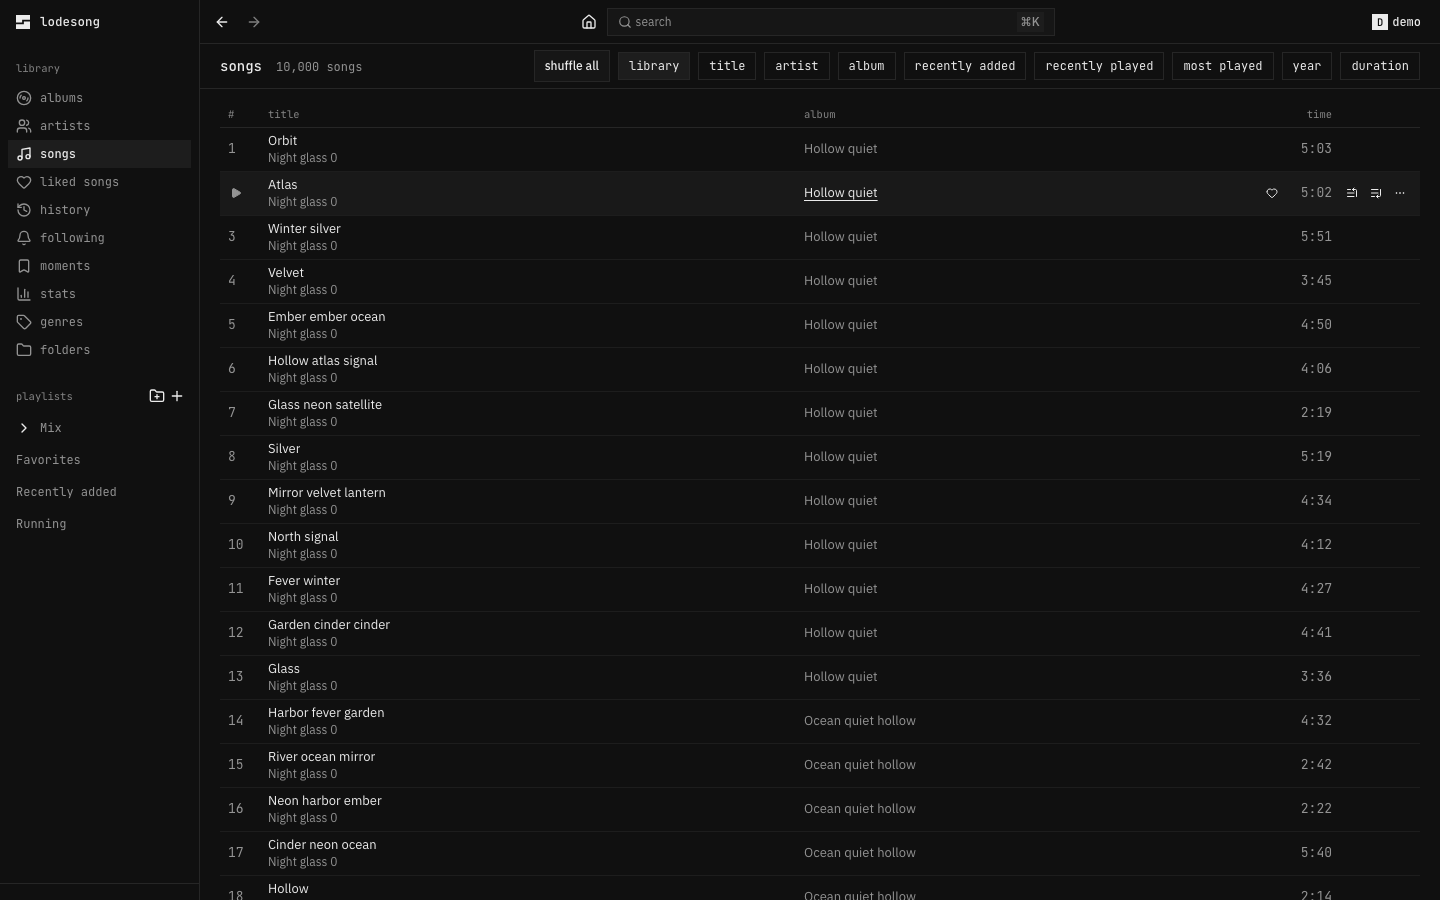 lodesong
search
⌘K
D demo
library
albums
artists
songs
liked songs
history
following
moments
stats
genres
folders
playlists
Mix
Favorites
Recently added
Running
songs 10,000 songs
shuffle all library title artist album recently added recently played most played year duration
# title album time
1 Orbit Hollow quiet 5:03
Night glass 0
Atlas Hollow quiet 5:02 ...
Night glass 0
3 Winter silver Hollow quiet 5:51
Night glass 0
4 Velvet Hollow quiet 3:45
Night glass 0
5 Ember ember ocean Hollow quiet 4:50
Night glass 0
6 Hollow atlas signal Hollow quiet 4:06
Night glass 0
7 Glass neon satellite Hollow quiet 2:19
Night glass 0
8 Silver Hollow quiet 5:19
Night glass 0
9 Mirror velvet lantern Hollow quiet 4:34
Night glass 0
10 North signal Hollow quiet 4:12
Night glass 0
11 Fever winter Hollow quiet 4:27
Night glass 0
12 Garden cinder cinder Hollow quiet 4:41
Night glass 0
13 Glass Hollow quiet 3:36
Night glass 0
14 Harbor fever garden Ocean quiet hollow 4:32
Night glass 0
15 River ocean mirror Ocean quiet hollow 2:42
Night glass 0
16 Neon harbor ember Ocean quiet hollow 2:22
Night glass 0
17 Cinder neon ocean Ocean quiet hollow 5:40
Night glass 0
18 Hollow Ocean quiet hollow 2:14